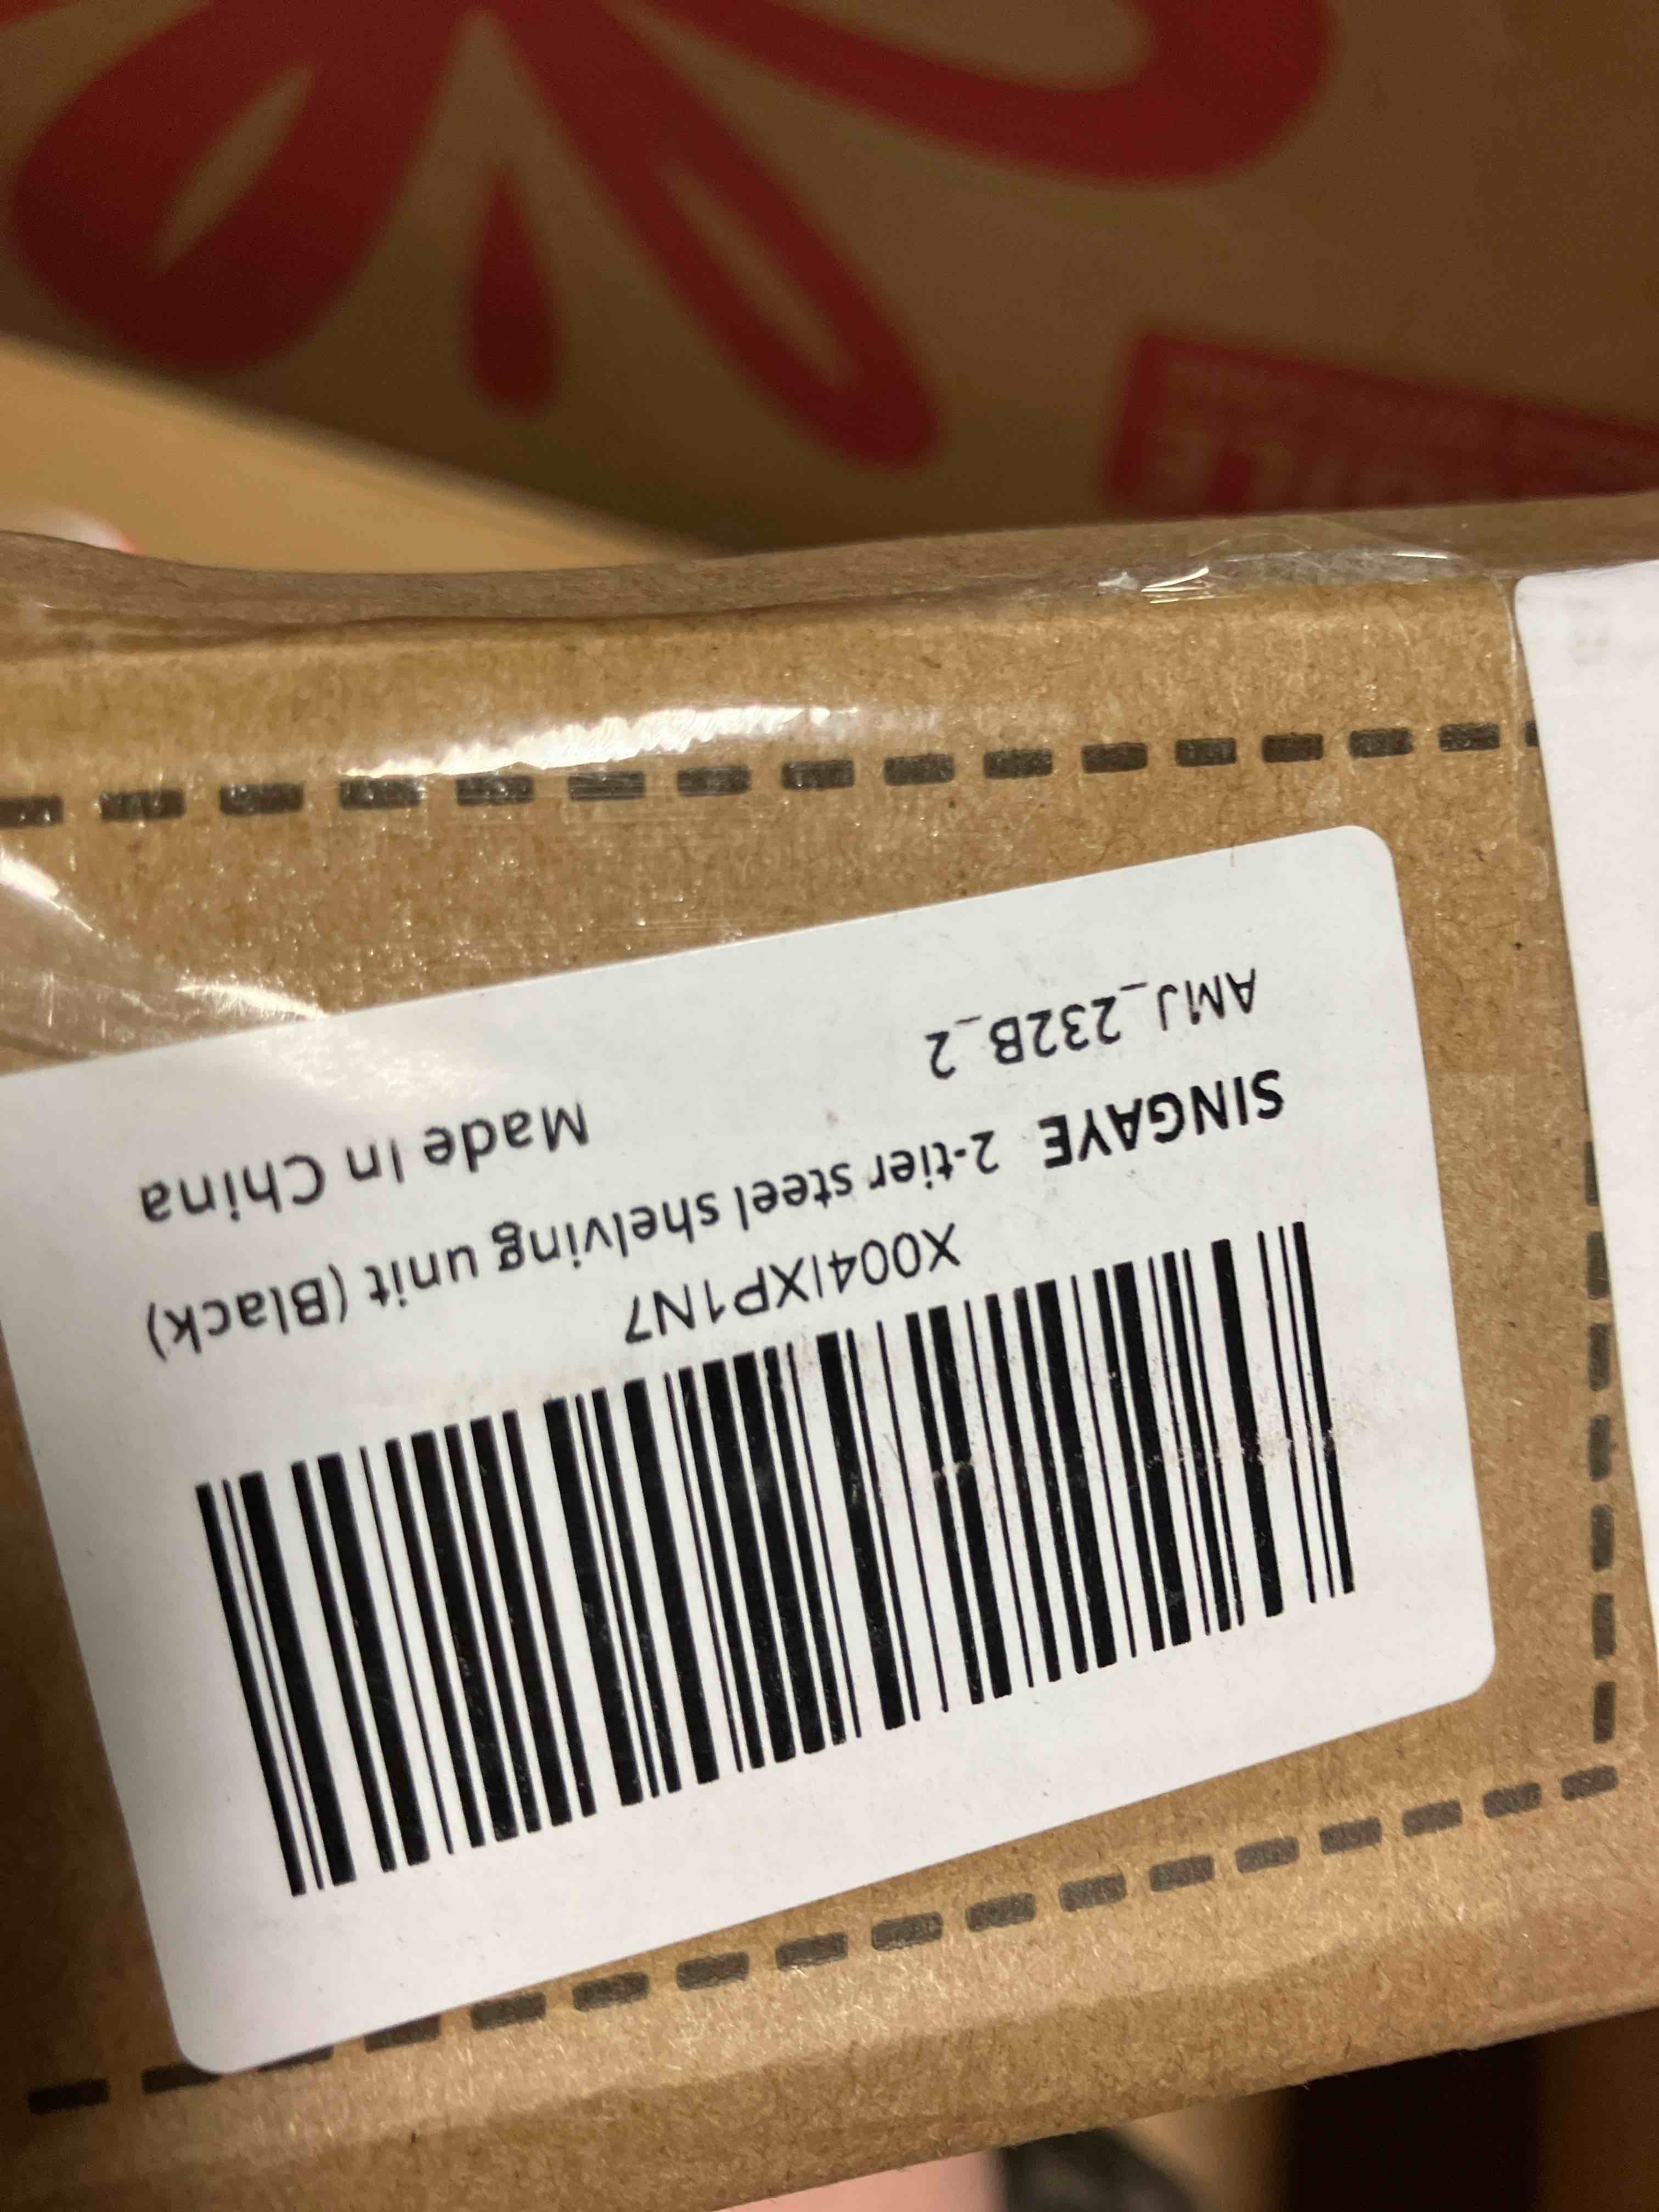 X004IXP1N7
SINGAYE 2-tier steel shelving unit (Black)
AMJ_232B_2
Made In China